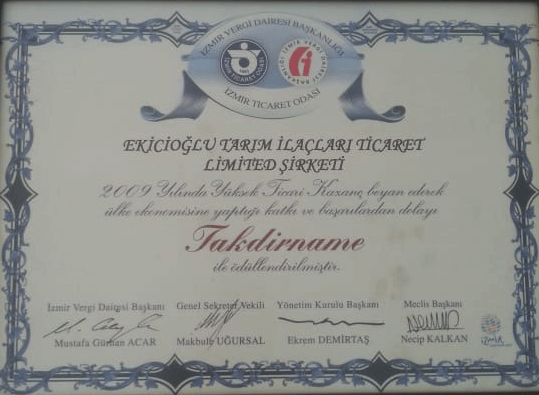 İZMİR VERGİ DAİRESİ BAŞKANLIĞI
İZMİR TİCARET ODASI
EKİCİOĞLU TARIM İLAÇLARI TİCARET
LİMİTED ŞİRKETİ
2009 Yılında Yüksek Ticari Kazanç beyan ederek
ülke ekonomisine yaptığı katkı ve başarılardan dolayı
Takdirname
ile ödüllendirilmiştir.
İzmir Vergi Dairesi Başkanı Genel Sekreter Vekili Yönetim Kurulu Başkanı Meclis Başkanı
Mustafa Gürhan ACAR Makbule UĞURSAL Ekrem DEMİRTAŞ Necip KALKAN
İZMİR